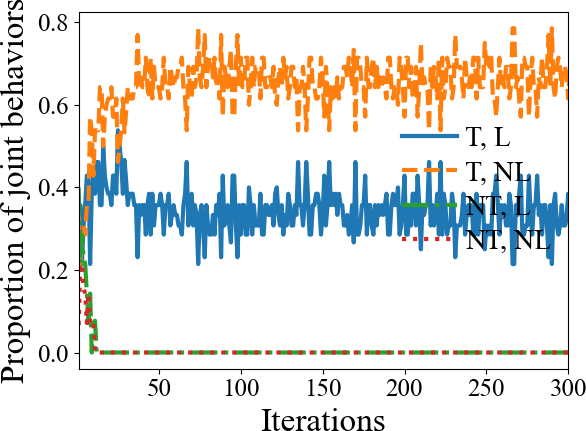 Proportion of joint behaviors
0.8
0.6
0.4
0.2
0.0
T, L
T, NL
NT, L
NT, NL
50 100 150 200 250 300
Iterations